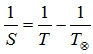 1/S = 1/T − 1/T⊗